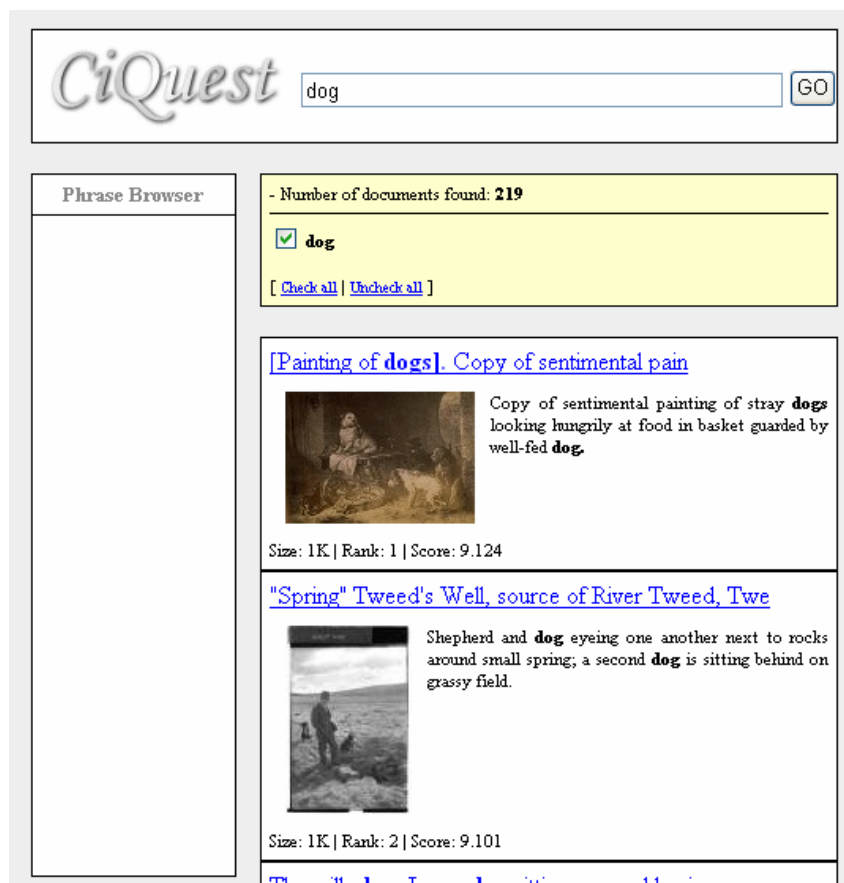 CiQuest
dog
GO
Phrase Browser
- Number of documents found: 219
dog
[ Check all | Uncheck all ]
[Painting of dogs]. Copy of sentimental pain
Copy of sentimental painting of stray dogs
looking hungrily at food in basket guarded by
well-fed dog.
Size: 1K | Rank: 1 | Score: 9.124
"Spring" Tweed's Well, source of River Tweed, Twe
Shepherd and dog eyeing one another next to rocks
around small spring; a second dog is sitting behind on
grassy field.
Size: 1K | Rank: 2 | Score: 9.101